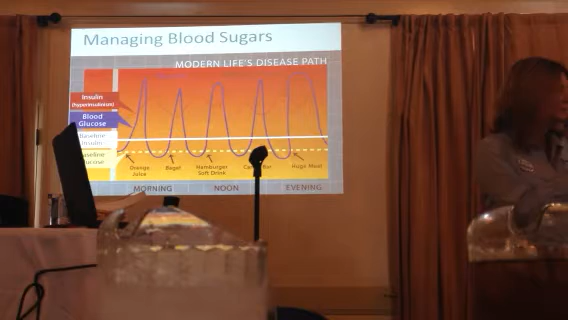 Managing Blood Sugars
MODERN LIFE'S DISEASE PATH
Insulin
(hyperinsulinism)
Blood
Glucose
Baseline
Insulin
Baseline
Glucose
Orange
Juice
Bagel
Hamburger
Soft Drink
Huge Meal
MORNING
NOON
EVENING